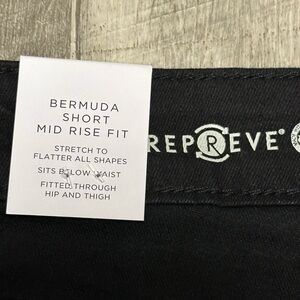 BERMUDA
SHORT
MID RISE FIT
STRETCH TO
FLATTER ALL SHAPES
SITS BELOW WAIST
FITTED THROUGH
HIP AND THIGH
REPREVE®